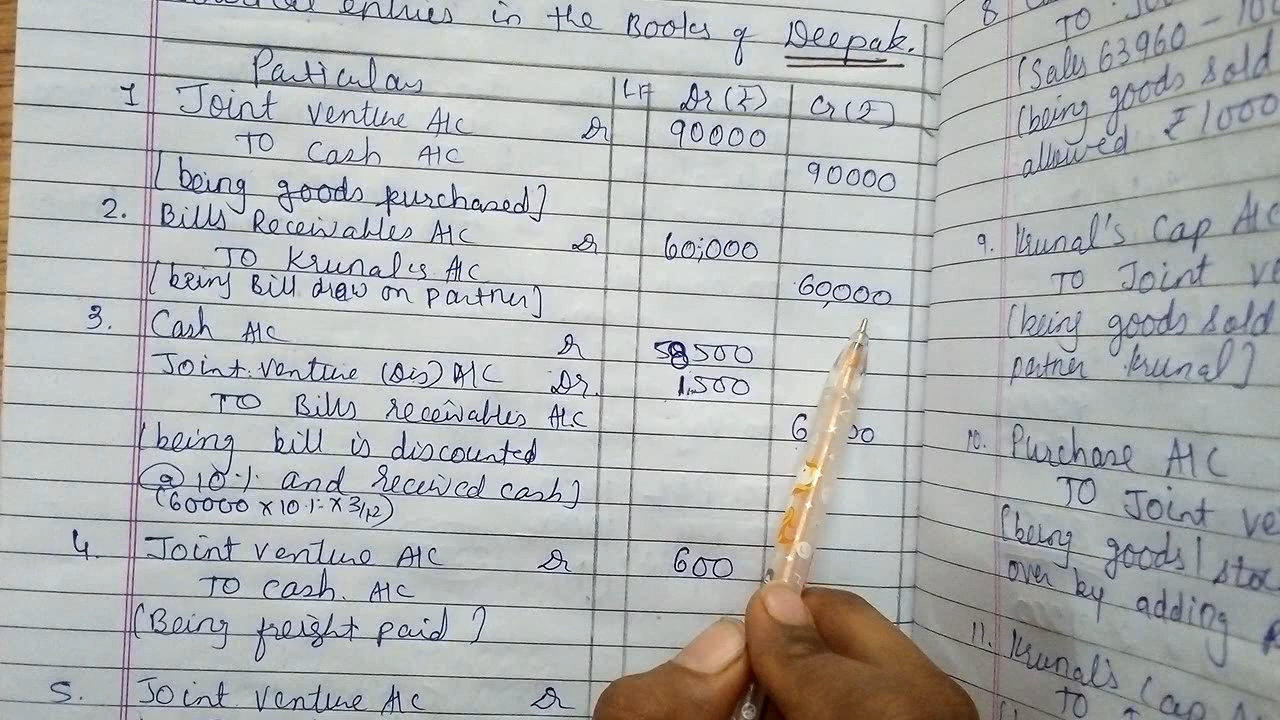 entries in the Books of Deepak.
Particulars LF Dr (₹) Cr (₹)
1 Joint venture A/C Dr 90000
TO Cash A/C 90000
[being goods purchased]
2. Bills Receivables A/C Dr 60,000
TO Krunal's A/C 60,000
[being Bill drew on partner]
3. Cash A/C Dr 58500
Joint venture (Dis) A/C Dr. 1,500
TO Bills receivables A/C
[being bill is discounted
@ 10% and received cash]
(60000 x 10% x 3/12)
4. Joint venture A/C Dr 600
TO cash A/C
[Being freight paid]
5. Joint venture A/C Dr
8
TO
(Sales 63960 -
[being goods sold
allowed ₹1000
9. Krunal's Cap A/C
TO Joint
[being goods sold
partner Krunal]
10. Purchase A/C
TO Joint
[being goods /
over by adding
11. Krunal's Cap
TO